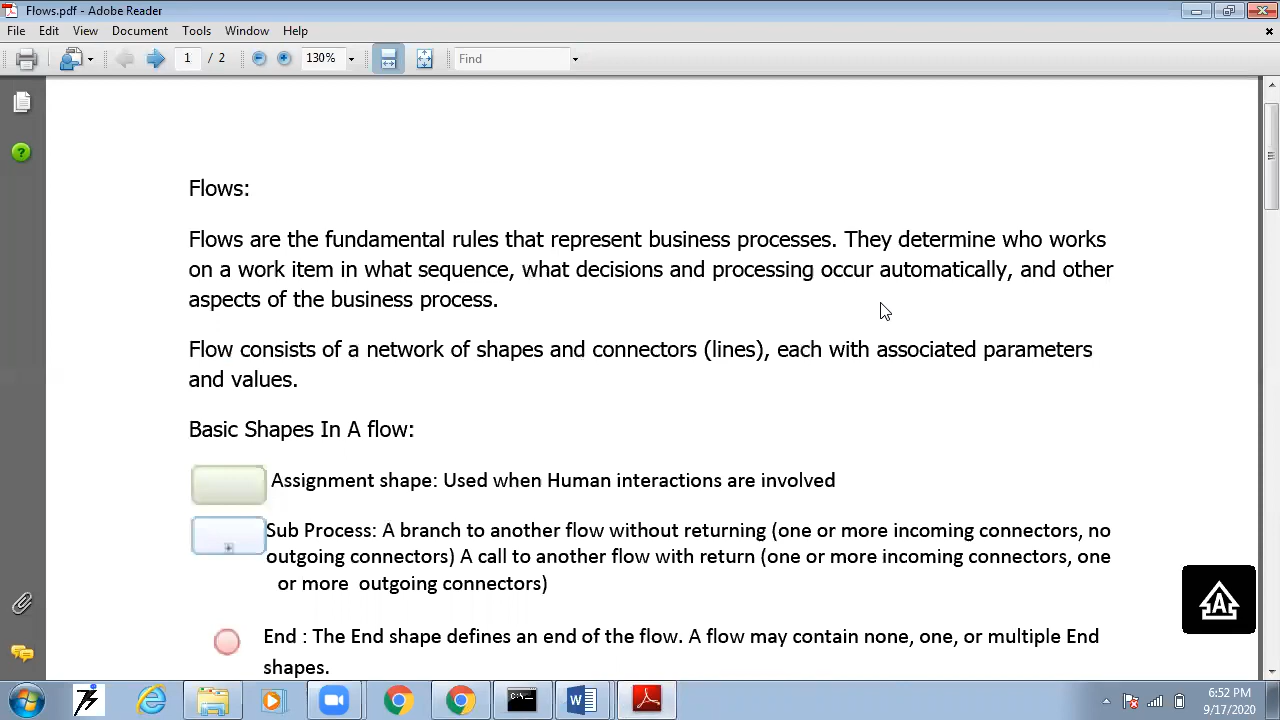 Flows.pdf - Adobe Reader
File Edit View Document Tools Window Help
1 / 2 130% Find
Flows:
Flows are the fundamental rules that represent business processes. They determine who works
on a work item in what sequence, what decisions and processing occur automatically, and other
aspects of the business process.
Flow consists of a network of shapes and connectors (lines), each with associated parameters
and values.
Basic Shapes In A flow:
Assignment shape: Used when Human interactions are involved
Sub Process: A branch to another flow without returning (one or more incoming connectors, no
outgoing connectors) A call to another flow with return (one or more incoming connectors, one
or more outgoing connectors)
End : The End shape defines an end of the flow. A flow may contain none, one, or multiple End
shapes.
6:52 PM
9/17/2020